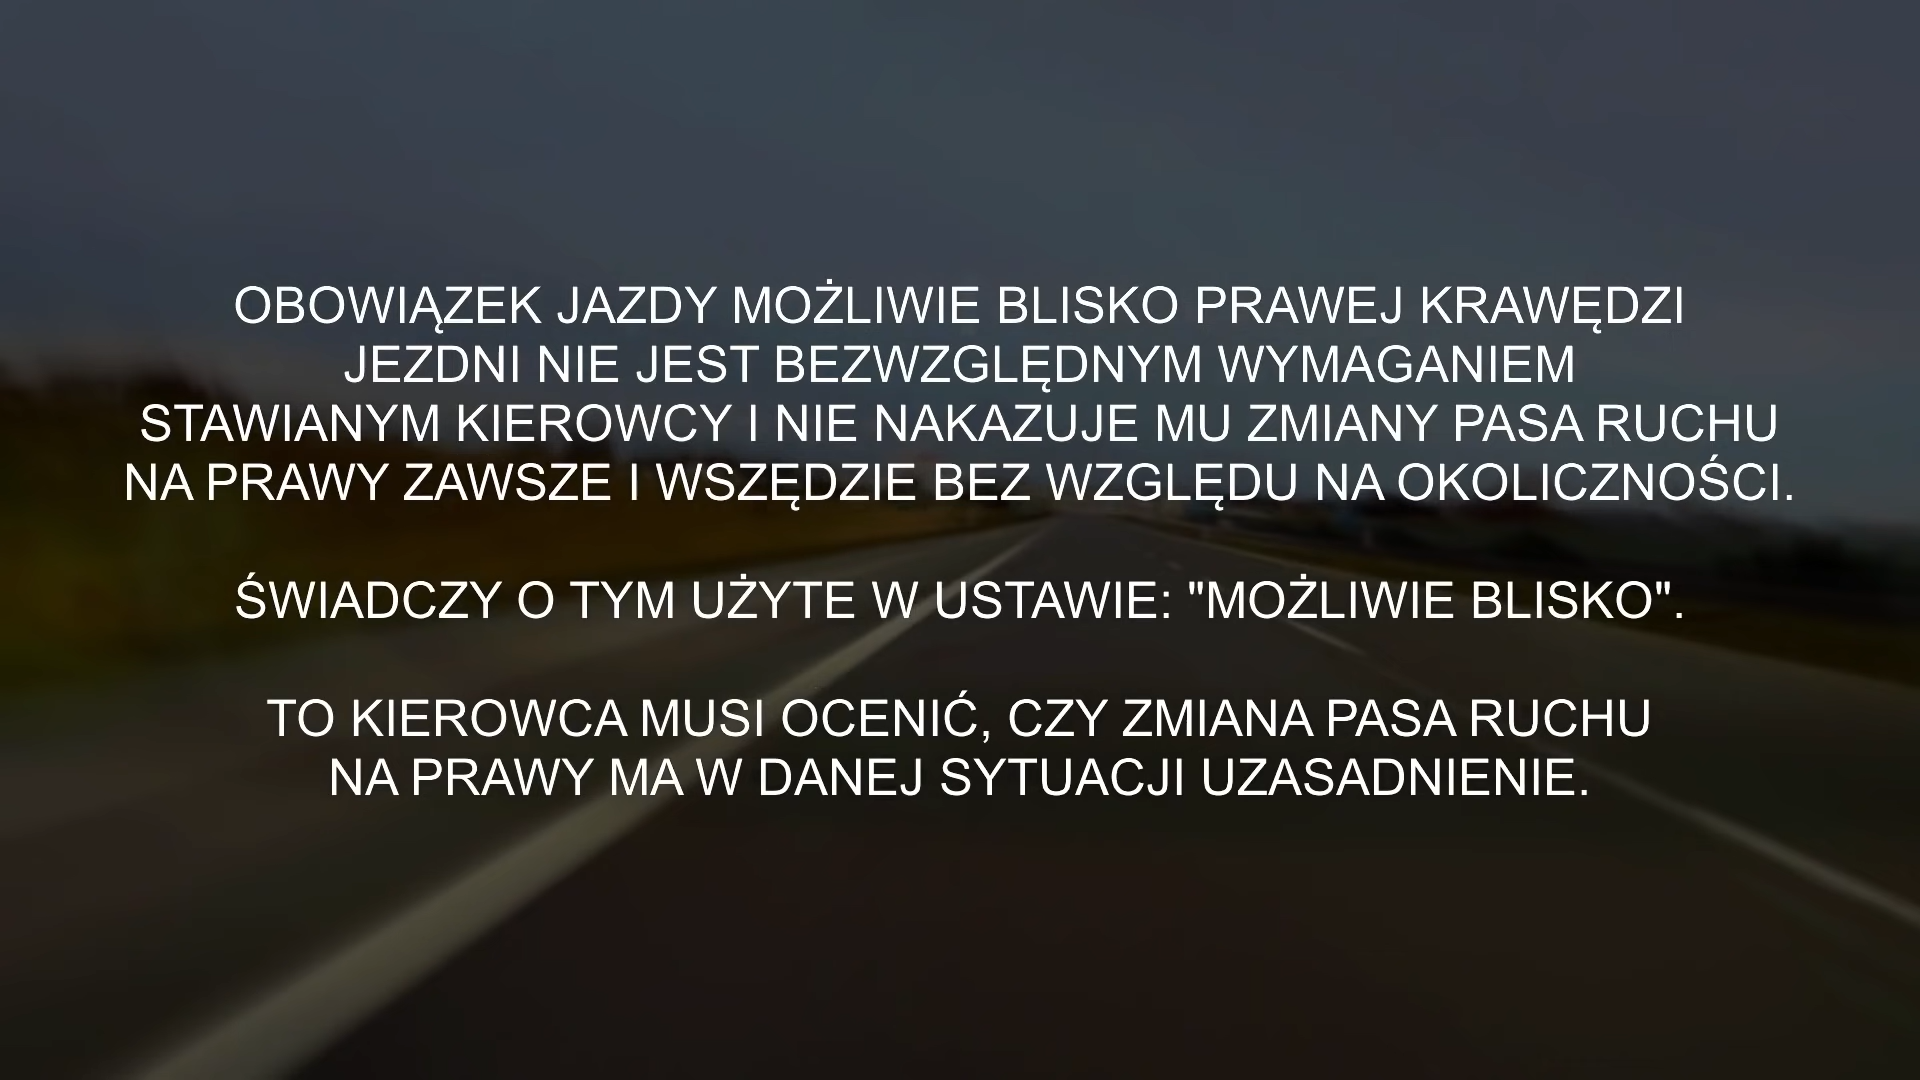 OBOWIĄZEK JAZDY MOŻLIWIE BLISKO PRAWEJ KRAWĘDZI
JEZDNI NIE JEST BEZWZGLĘDNYM WYMAGANIEM
STAWIANYM KIEROWCY I NIE NAKAZUJE MU ZMIANY PASA RUCHU
NA PRAWY ZAWSZE I WSZĘDZIE BEZ WZGLĘDU NA OKOLICZNOŚCI.
ŚWIADCZY O TYM UŻYTE W USTAWIE: "MOŻLIWIE BLISKO".
TO KIEROWCA MUSI OCENIĆ, CZY ZMIANA PASA RUCHU
NA PRAWY MA W DANEJ SYTUACJI UZASADNIENIE.